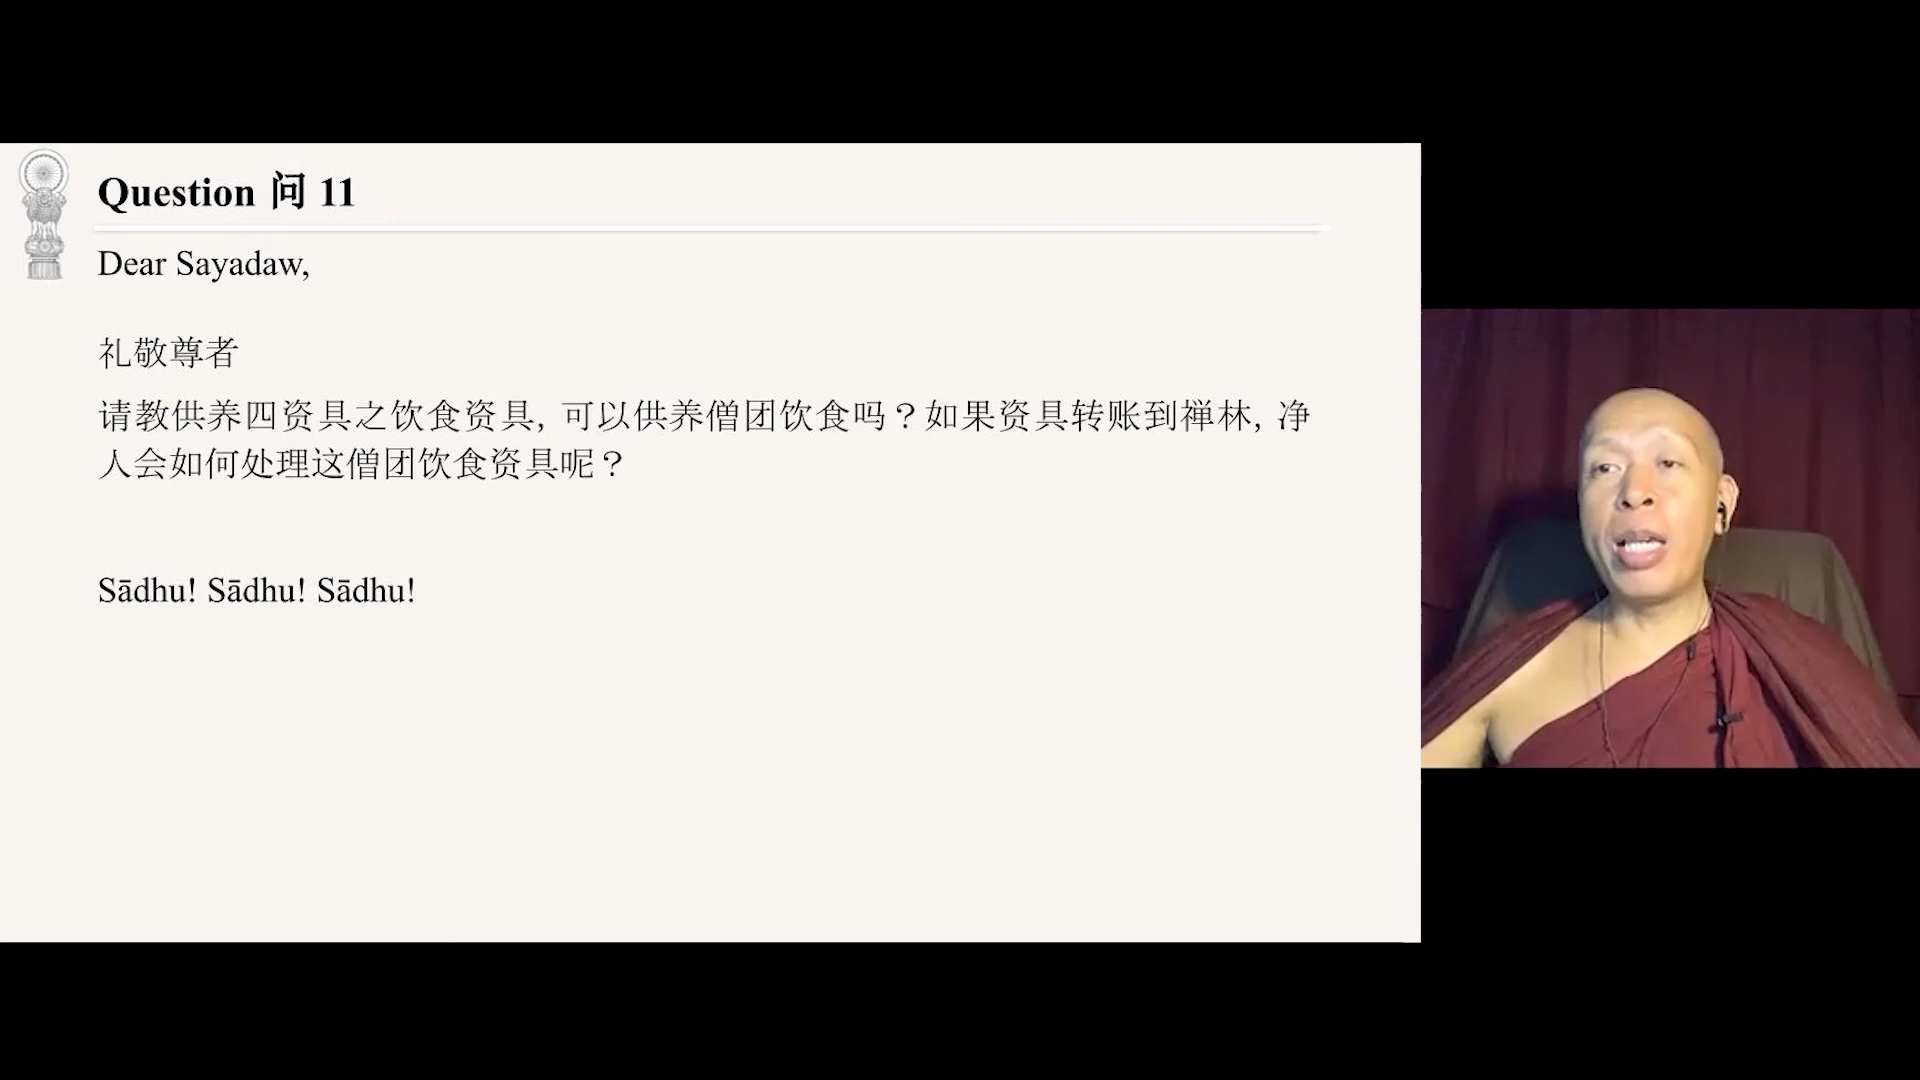 Question 问 11
Dear Sayadaw,
礼敬尊者
请教供养四资具之饮食资具, 可以供养僧团饮食吗？如果资具转账到禅林, 净
人会如何处理这僧团饮食资具呢？
Sādhu! Sādhu! Sādhu!